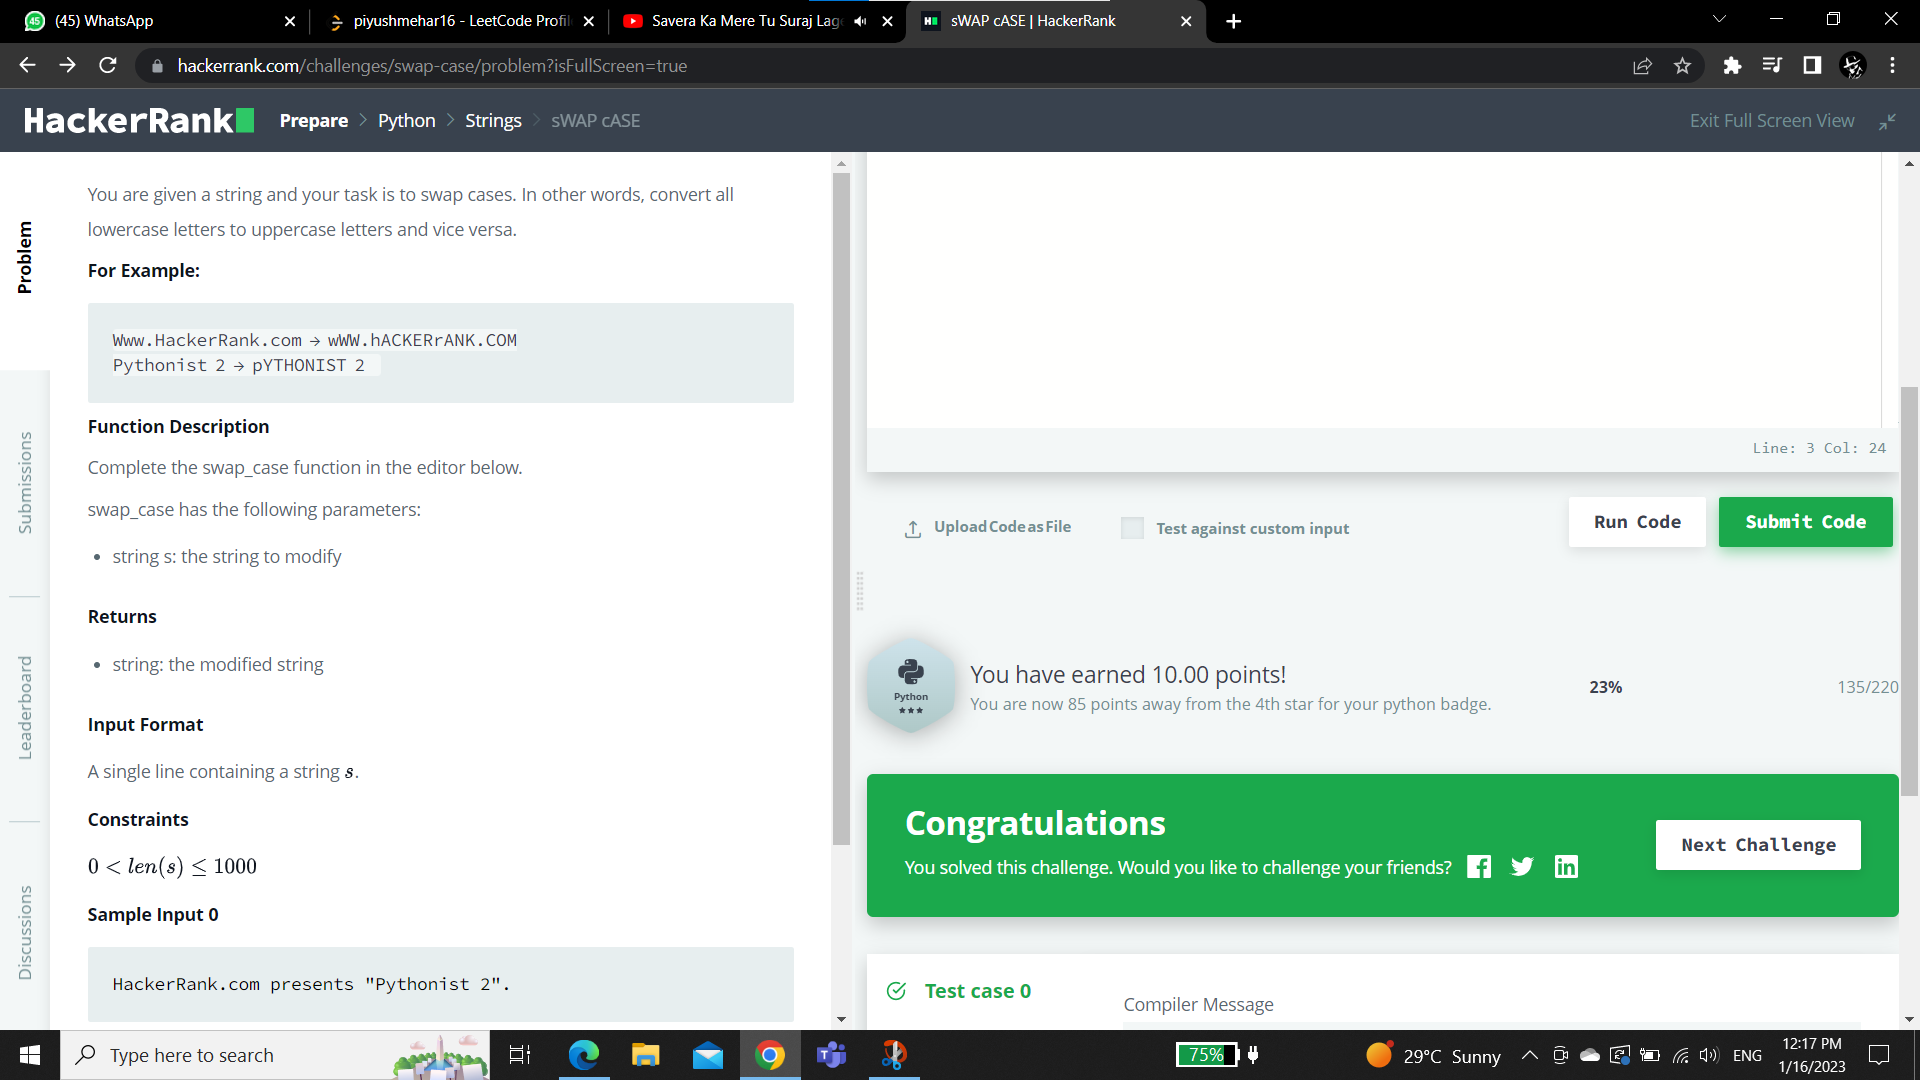 (45) WhatsApp
piyushmehar16 - LeetCode Profil
Savera Ka Mere Tu Suraj Lag
sWAP cASE | HackerRank
hackerrank.com/challenges/swap-case/problem?isFullScreen=true
HackerRank
Prepare > Python > Strings > sWAP cASE
Exit Full Screen View
Problem
Submissions
Leaderboard
Discussions
You are given a string and your task is to swap cases. In other words, convert all
lowercase letters to uppercase letters and vice versa.
For Example:
Www.HackerRank.com → wWW.hACKERrANK.COM
Pythonist 2 → pYTHONIST 2
Function Description
Complete the swap_case function in the editor below.
swap_case has the following parameters:
• string s: the string to modify
Returns
• string: the modified string
Input Format
A single line containing a string s.
Constraints
0 < len(s) ≤ 1000
Sample Input 0
HackerRank.com presents "Pythonist 2".
Line: 3 Col: 24
Upload Code as File
Test against custom input
Run Code
Submit Code
Python
You have earned 10.00 points!
You are now 85 points away from the 4th star for your python badge.
23%
135/220
Congratulations
You solved this challenge. Would you like to challenge your friends?
Next Challenge
Test case 0
Compiler Message
Type here to search
75%
29°C Sunny
ENG
12:17 PM
1/16/2023